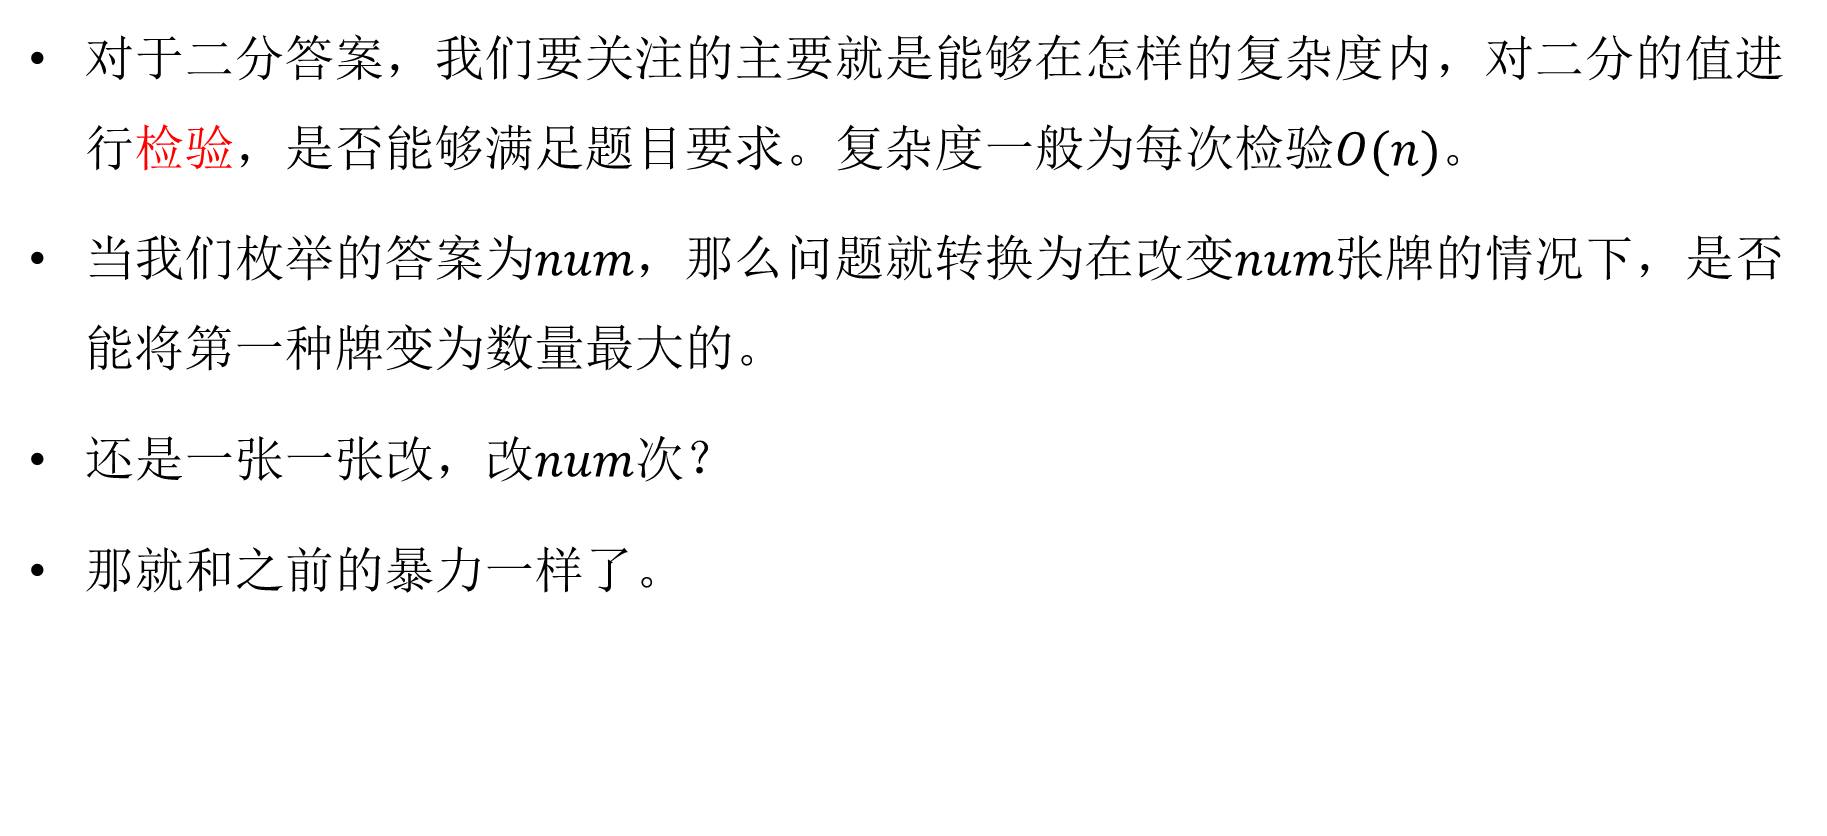 • 对于二分答案，我们要关注的主要就是能够在怎样的复杂度内，对二分的值进
行检验，是否能够满足题目要求。复杂度一般为每次检验O(n)。
• 当我们枚举的答案为num，那么问题就转换为在改变num张牌的情况下，是否
能将第一种牌变为数量最大的。
• 还是一张一张改，改num次？
• 那就和之前的暴力一样了。